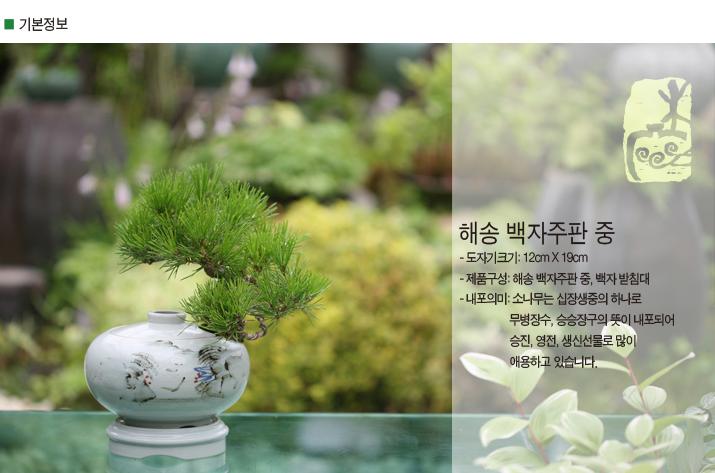 기본정보
해송 백자주판 중
- 도자기크기: 12cm X 19cm
- 제품구성: 해송 백자주판 중, 백자 받침대
- 내포의미: 소나무는 십장생중의 하나로
무병장수, 승승장구의 뜻이 내포되어
승진, 영전, 생신선물로 많이
애용하고 있습니다.